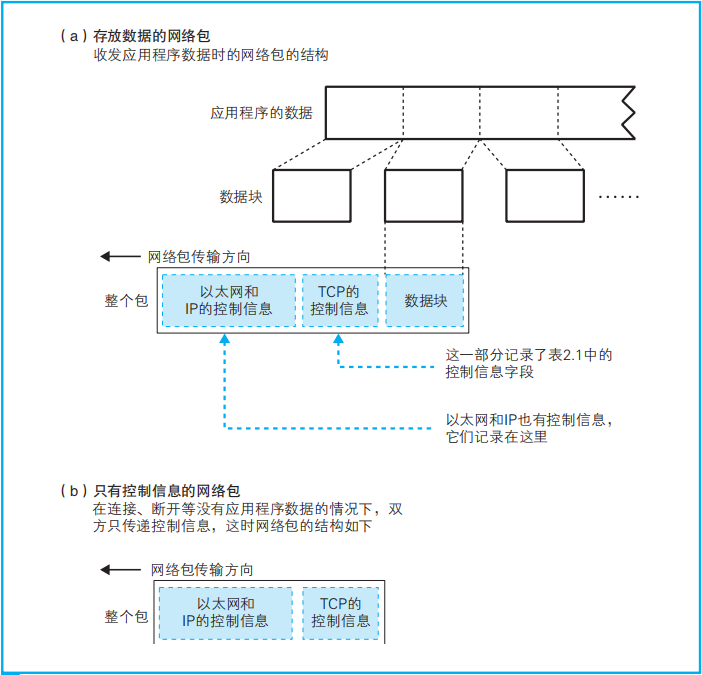 （a）存放数据的网络包
收发应用程序数据时的网络包的结构
应用程序的数据
数据块
……
网络包传输方向
整个包
以太网和
IP的控制信息
TCP的
控制信息
数据块
这一部分记录了表2.1中的
控制信息字段
以太网和IP也有控制信息，
它们记录在这里
（b）只有控制信息的网络包
在连接、断开等没有应用程序数据的情况下，双
方只传递控制信息，这时网络包的结构如下
网络包传输方向
整个包
以太网和
IP的控制信息
TCP的
控制信息